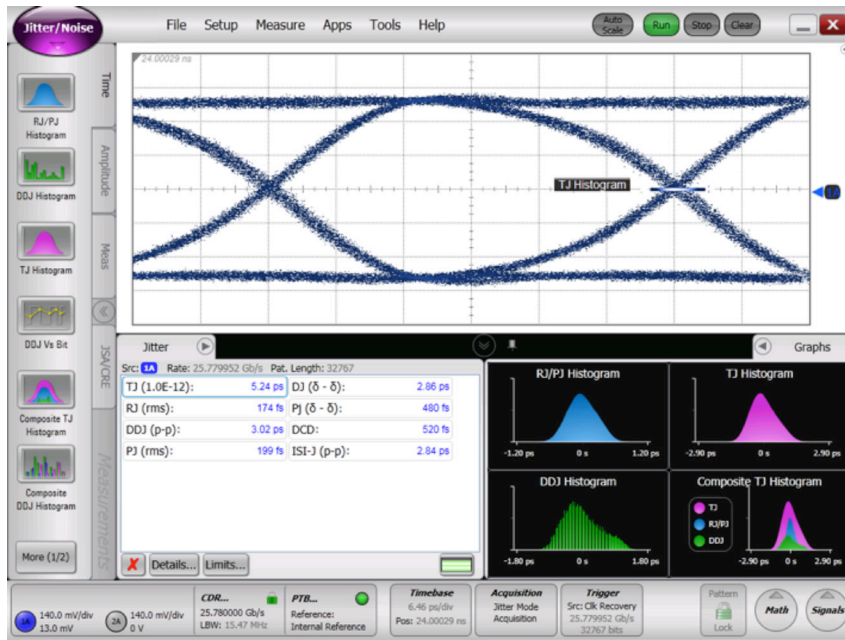 Jitter/Noise
File Setup Measure Apps Tools Help
Auto Scale
Run Stop Clear
24.00029 ns
Time
Amplitude
Meas
JSA/CRE
Measurements
RJ/PJ
Histogram
DDJ Histogram
TJ Histogram
DDJ Vs Bit
Composite TJ
Histogram
Composite
DDJ Histogram
More (1/2)
TJ Histogram
1A
Jitter
Graphs
Src: 1A Rate: 25.779952 Gb/s Pat. Length: 32767
TJ (1.0E-12): 5.24 ps DJ (δ - δ): 2.86 ps
RJ (rms): 174 fs PJ (δ - δ): 480 fs
DDJ (p-p): 3.02 ps DCD: 520 fs
PJ (rms): 199 fs ISI-J (p-p): 2.84 ps
Details... Limits...
RJ/PJ Histogram
-1.20 ps 0 s 1.20 ps
TJ Histogram
-2.90 ps 0 s 2.90 ps
DDJ Histogram
-1.80 ps 0 s 1.80 ps
Composite TJ Histogram
TJ
RJ/PJ
DDJ
-2.90 ps 0 s 2.90 ps
1A 140.0 mV/div
13.0 mV
2A 140.0 mV/div
0 V
CDR...
25.780000 Gb/s
LBW: 15.47 MHz
PTB...
Reference:
Internal Reference
Timebase
6.46 ps/div
Pos: 24.00029 ns
Acquisition
Jitter Mode
Acquisition
Trigger
Src: Clk Recovery
25.779952 Gb/s
32767 bits
Pattern
Lock
Math
Signals